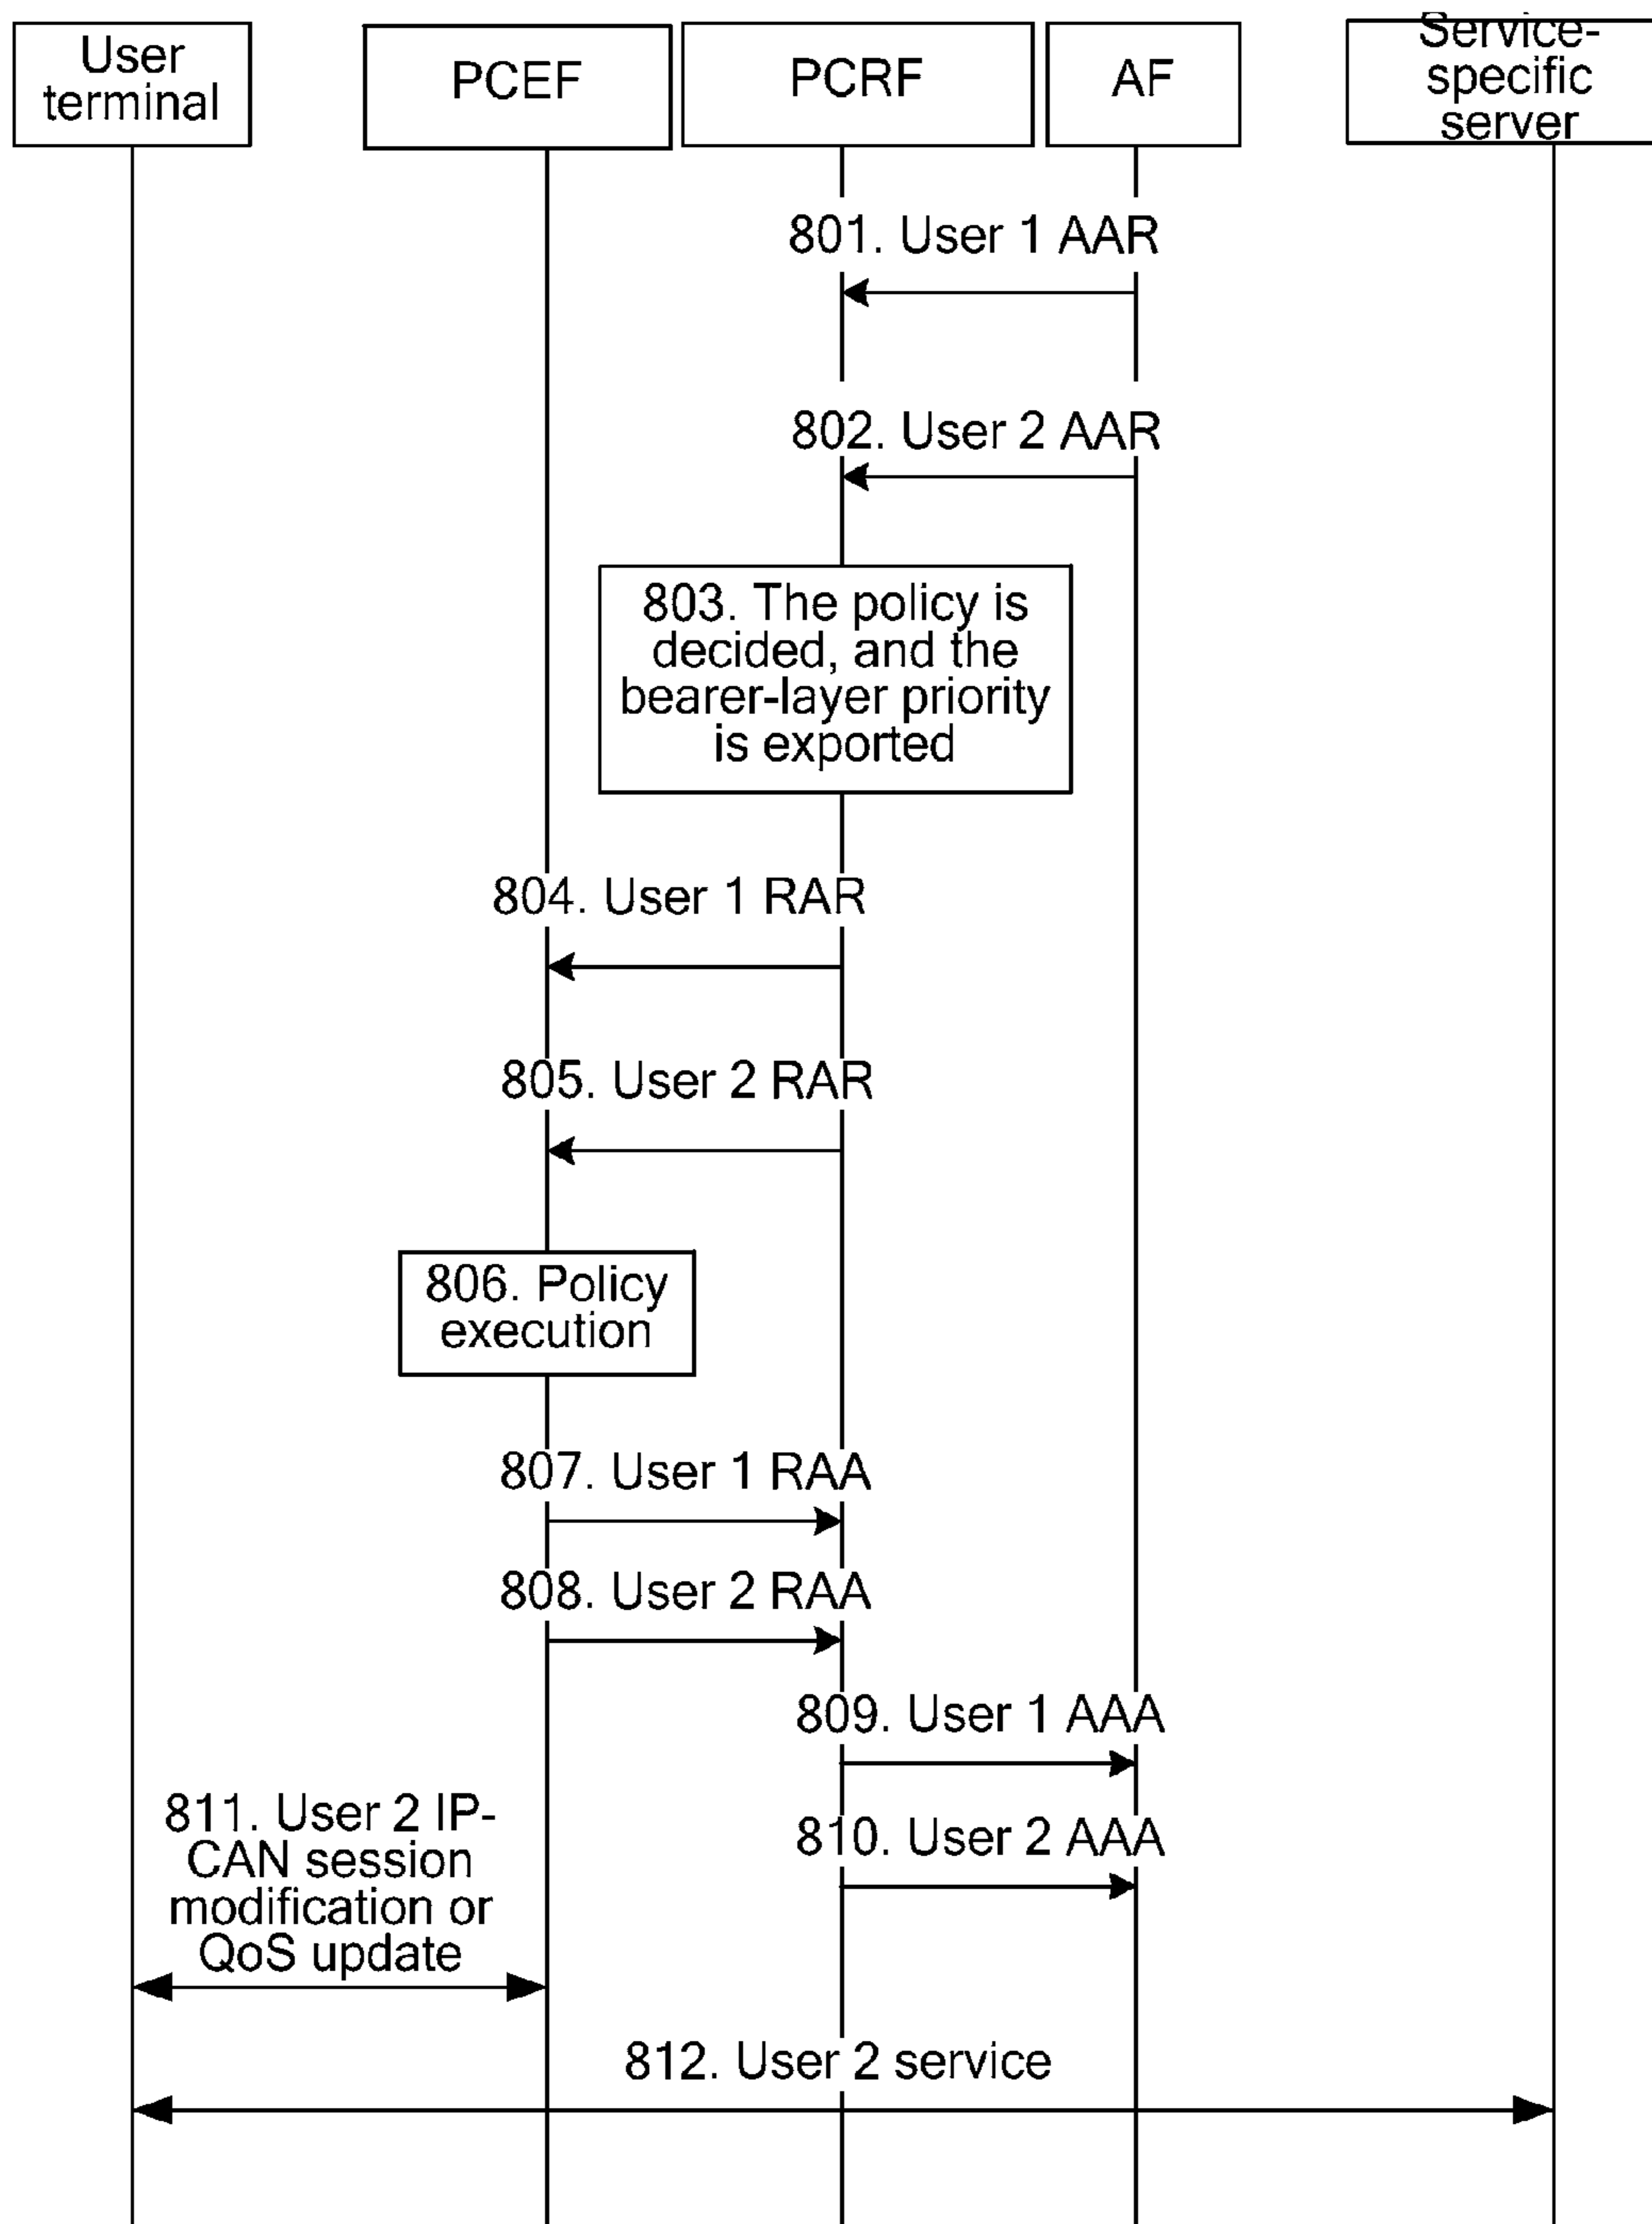 User
terminal
PCEF
PCRF
AF
Service-
specific
server
801. User 1 AAR
802. User 2 AAR
803. The policy is
decided, and the
bearer-layer priority
is exported
804. User 1 RAR
805. User 2 RAR
806. Policy
execution
807. User 1 RAA
808. User 2 RAA
809. User 1 AAA
811. User 2 IP-
CAN session
modification or
QoS update
810. User 2 AAA
812. User 2 service